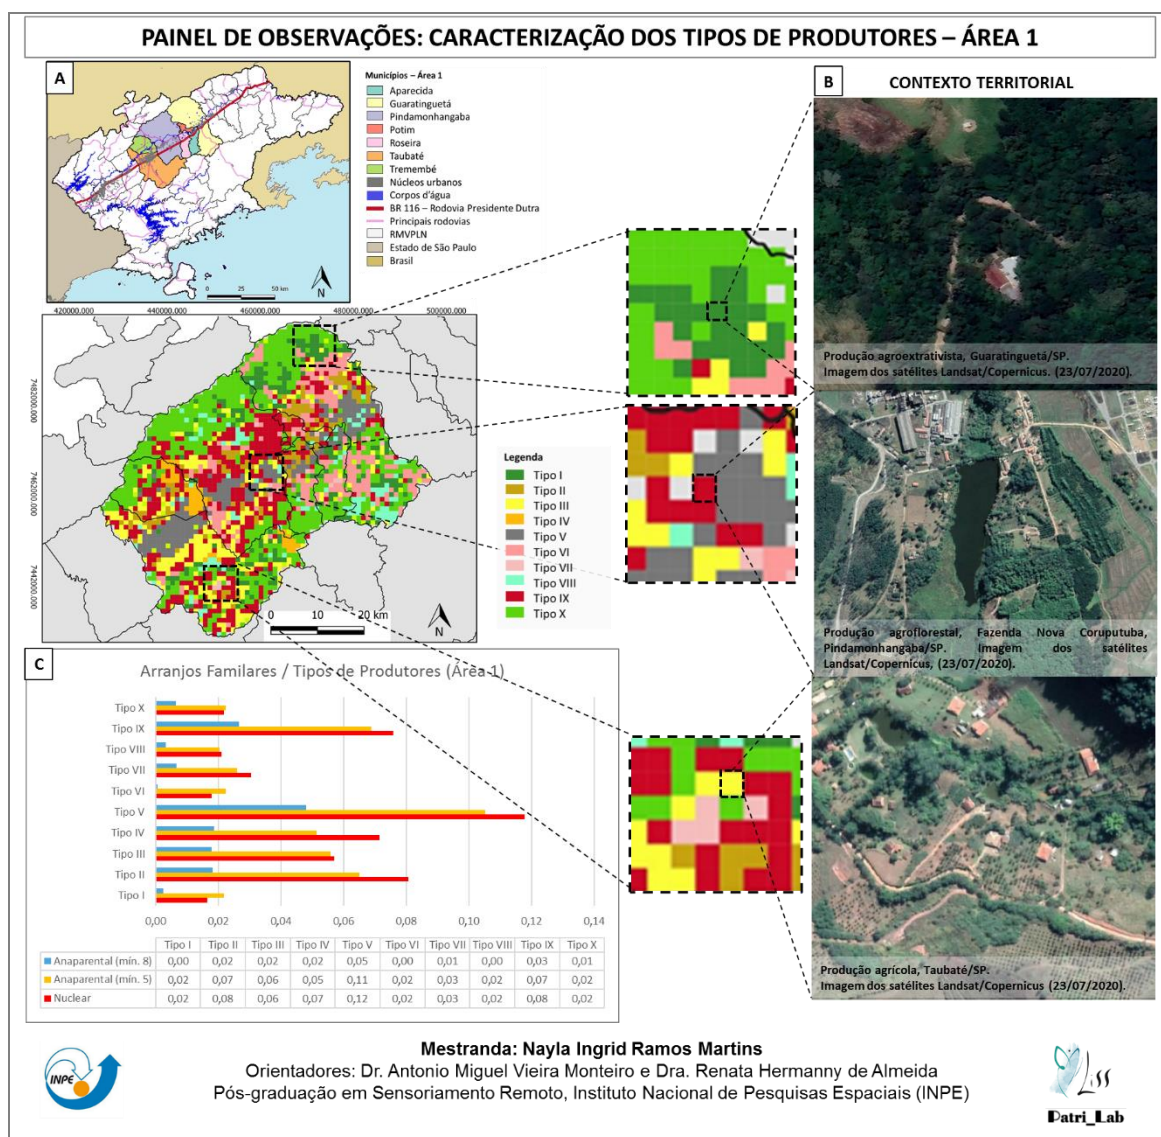 PAINEL DE OBSERVAÇÕES: CARACTERIZAÇÃO DOS TIPOS DE PRODUTORES – ÁREA 1
A
Municípios – Área 1
Aparecida
Guaratinguetá
Pindamonhangaba
Potim
Roseira
Taubaté
Tremembé
Núcleos urbanos
Corpos d'água
BR 116 – Rodovia Presidente Dutra
Principais rodovias
RMVPLN
Estado de São Paulo
Brasil
0 25 50 km
N
420000.000 440000.000 460000.000 480000.000 500000.000
7482000.000
7462000.000
7442000.000
0 10 20 km
N
Legenda
Tipo I
Tipo II
Tipo III
Tipo IV
Tipo V
Tipo VI
Tipo VII
Tipo VIII
Tipo IX
Tipo X
B
CONTEXTO TERRITORIAL
Produção agroextrativista, Guaratinguetá/SP.
Imagem dos satélites Landsat/Copernicus. (23/07/2020).
Produção agroflorestal, Fazenda Nova Coruputuba,
Pindamonhangaba/SP. Imagem dos satélites
Landsat/Copernicus, (23/07/2020).
Produção agrícola, Taubaté/SP.
Imagem dos satélites Landsat/Copernicus (23/07/2020).
C
Arranjos Familares / Tipos de Produtores (Área 1)
Tipo X
Tipo IX
Tipo VIII
Tipo VII
Tipo VI
Tipo V
Tipo IV
Tipo III
Tipo II
Tipo I
0,00 0,02 0,04 0,06 0,08 0,10 0,12 0,14
Tipo I Tipo II Tipo III Tipo IV Tipo V Tipo VI Tipo VII Tipo VIII Tipo IX Tipo X
Anaparental (mín. 8) 0,00 0,02 0,02 0,02 0,05 0,00 0,01 0,00 0,03 0,01
Anaparental (mín. 5) 0,02 0,07 0,06 0,05 0,11 0,02 0,03 0,02 0,07 0,02
Nuclear 0,02 0,08 0,06 0,07 0,12 0,02 0,03 0,02 0,08 0,02
INPE
Mestranda: Nayla Ingrid Ramos Martins
Orientadores: Dr. Antonio Miguel Vieira Monteiro e Dra. Renata Hermanny de Almeida
Pós-graduação em Sensoriamento Remoto, Instituto Nacional de Pesquisas Espaciais (INPE)
Liss
Patri_Lab